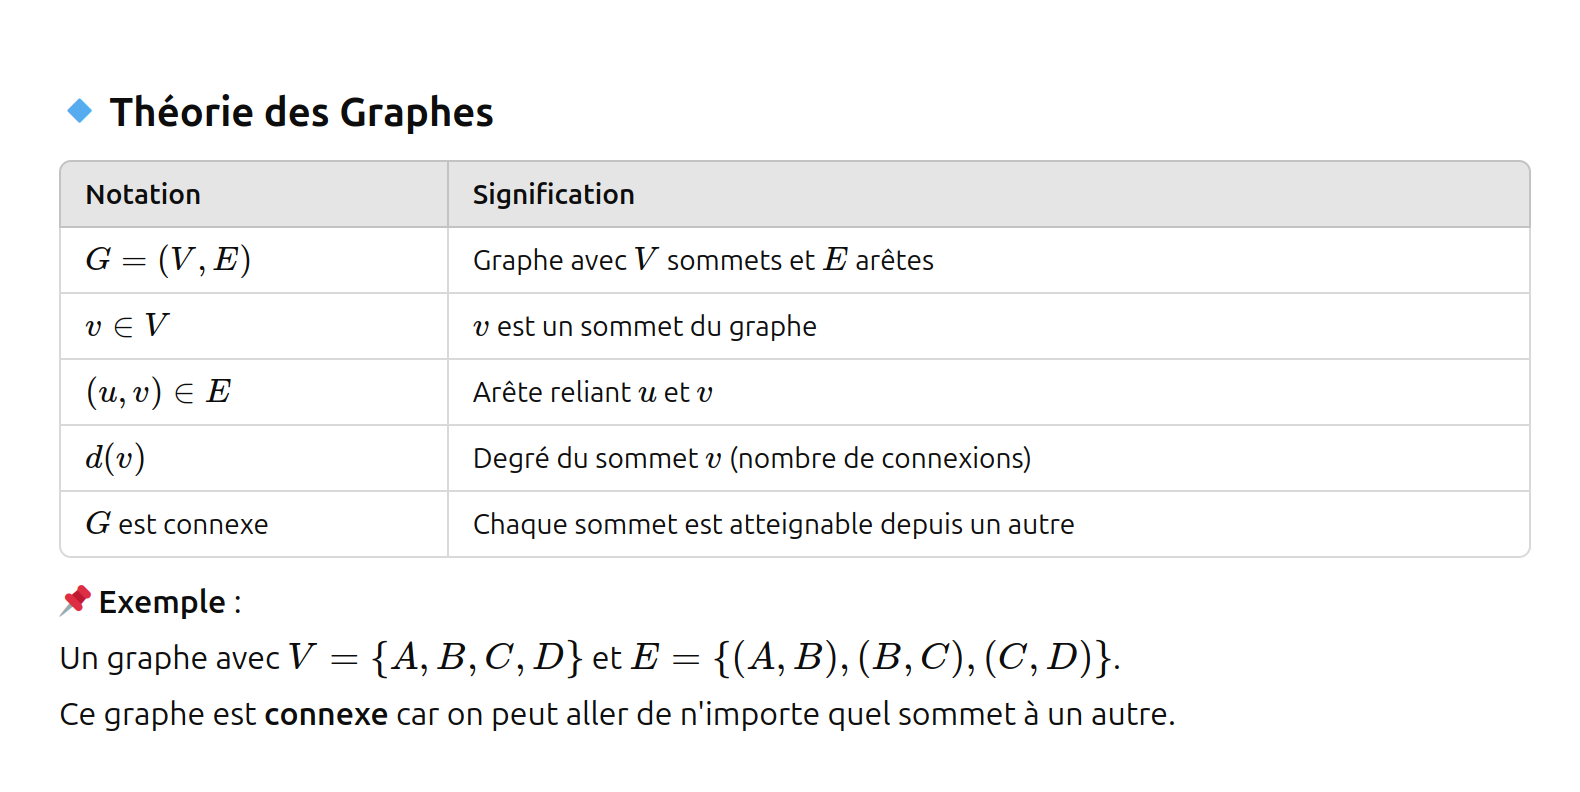 🔹 Théorie des Graphes
Notation Signification
G = (V, E) Graphe avec V sommets et E arêtes
v ∈ V v est un sommet du graphe
(u, v) ∈ E Arête reliant u et v
d(v) Degré du sommet v (nombre de connexions)
G est connexe Chaque sommet est atteignable depuis un autre
📌 Exemple :
Un graphe avec V = {A, B, C, D} et E = {(A, B), (B, C), (C, D)}.
Ce graphe est connexe car on peut aller de n'importe quel sommet à un autre.